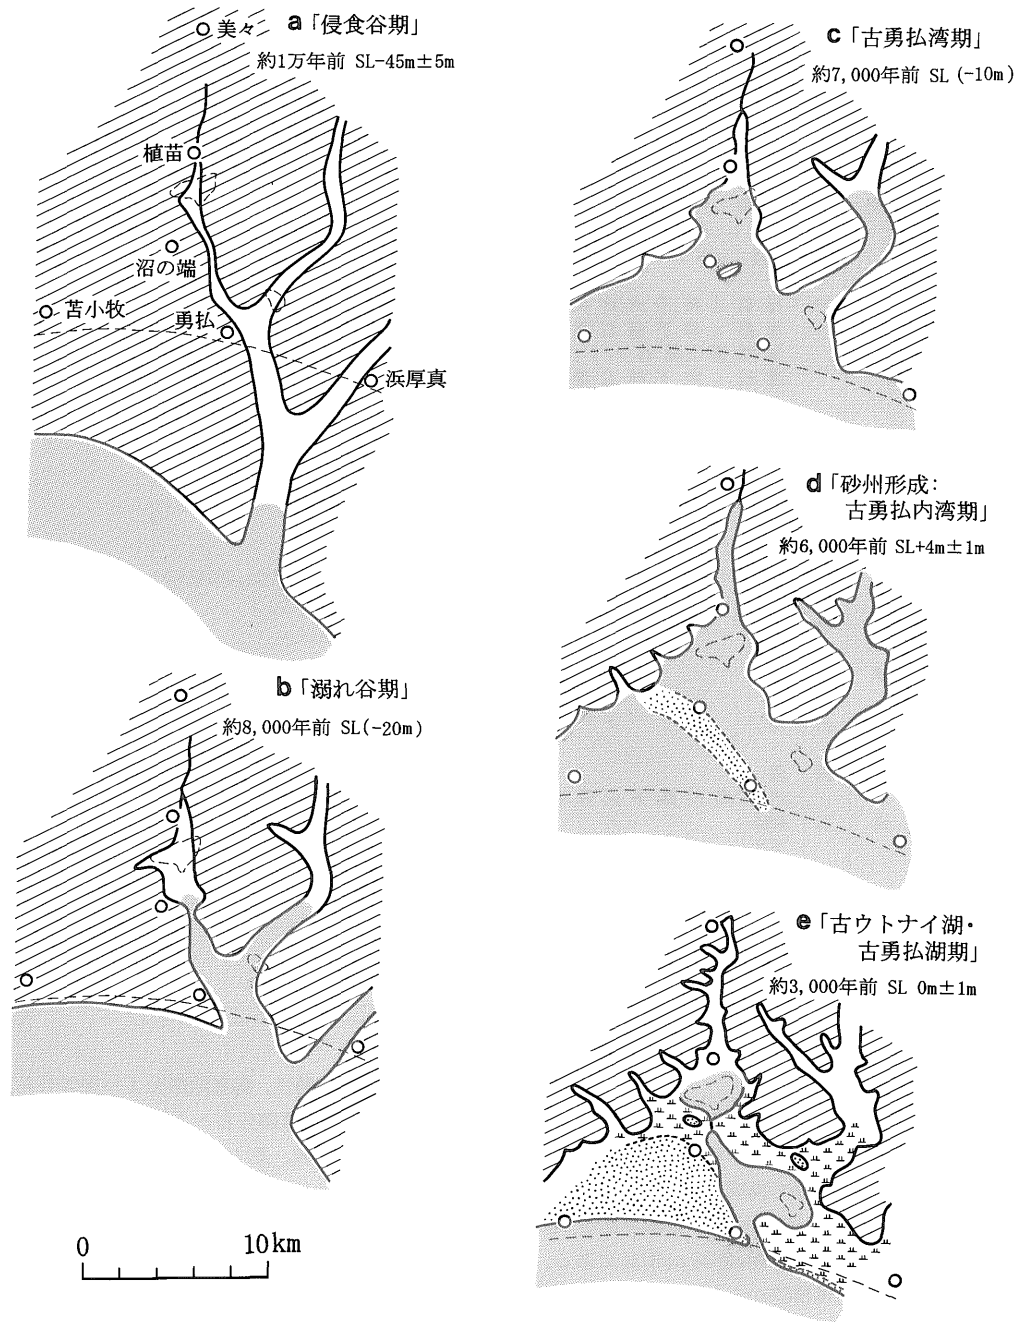 a「侵食谷期」
約1万年前 SL-45m±5m
美々
植苗
沼の端
苫小牧
勇払
浜厚真
b「溺れ谷期」
約8,000年前 SL(-20m)
0 10km
c「古勇払湾期」
約7,000年前 SL (-10m)
d「砂州形成:
古勇払内湾期」
約6,000年前 SL+4m±1m
e「古ウトナイ湖・
古勇払湖期」
約3,000年前 SL 0m±1m